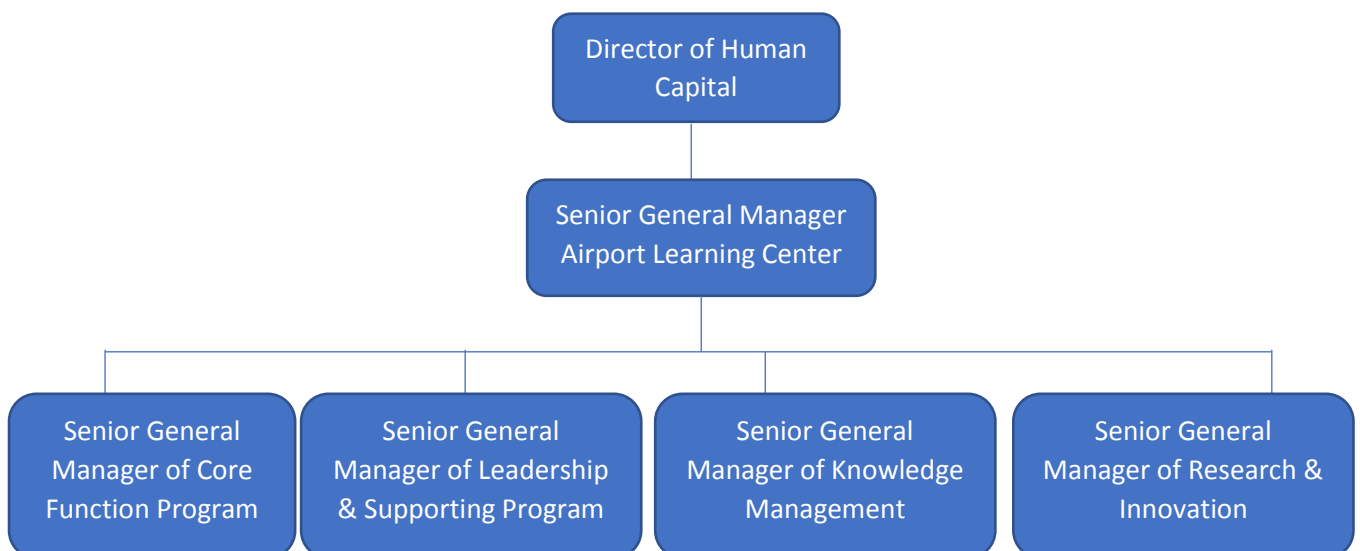 Director of Human
Capital
Senior General Manager
Airport Learning Center
Senior General
Manager of Core
Function Program
Senior General
Manager of Leadership
& Supporting Program
Senior General
Manager of Knowledge
Management
Senior General
Manager of Research &
Innovation